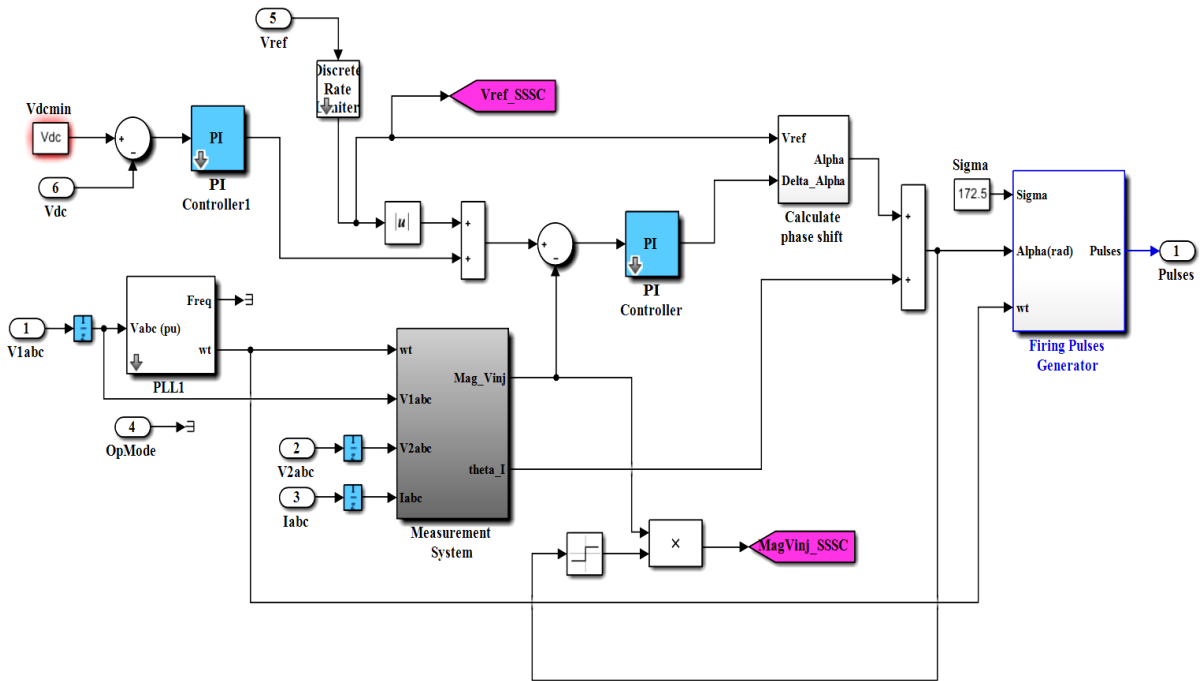 5
Vref
Discrete
Rate
Limiter
Vref_SSSC
Vdcmin
Vdc
+
−
PI
PI
Controller1
6
Vdc
|u|
+
+
+
−
PI
PI
Controller
Vref
Alpha
Delta_Alpha
Calculate
phase shift
+
+
Sigma
172.5
Sigma
Alpha(rad)
Pulses
wt
Firing Pulses
Generator
1
Pulses
1
V1abc
1
z
Freq
Vabc (pu)
wt
PLL1
4
OpMode
2
V2abc
1
z
3
Iabc
1
z
wt
Mag_Vinj
V1abc
V2abc
theta_I
Iabc
Measurement
System
×
MagVinj_SSSC